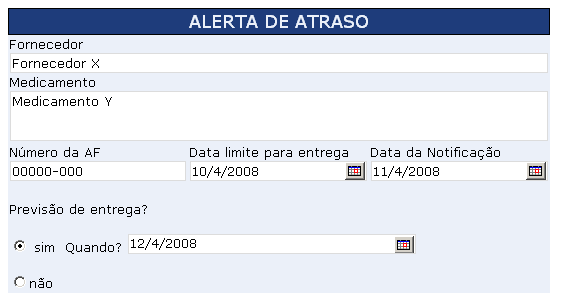 ALERTA DE ATRASO
Fornecedor
Fornecedor X
Medicamento
Medicamento Y
Número da AF Data limite para entrega Data da Notificação
00000-000 10/4/2008 11/4/2008
Previsão de entrega?
sim Quando? 12/4/2008
não